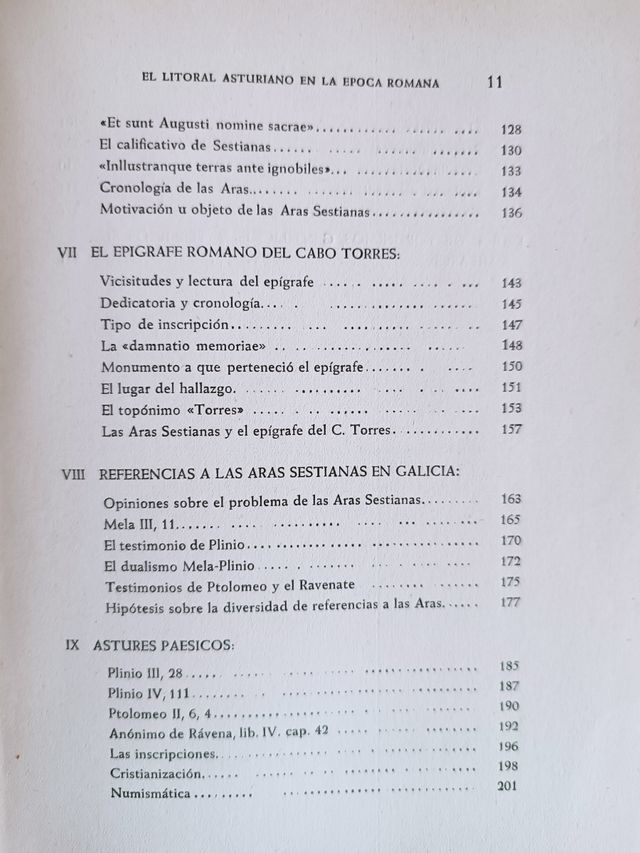 EL LITORAL ASTURIANO EN LA EPOCA ROMANA 11
«Et sunt Augusti nomine sacrae» 128
El calificativo de Sestianas 130
«Inllustranque terras ante ignobiles» 133
Cronología de las Aras 134
Motivación u objeto de las Aras Sestianas 136
VII EL EPIGRAFE ROMANO DEL CABO TORRES:
Vicisitudes y lectura del epígrafe 143
Dedicatoria y cronología 145
Tipo de inscripción 147
La «damnatio memoriae» 148
Monumento a que perteneció el epígrafe 150
El lugar del hallazgo. 151
El topónimo «Torres» 153
Las Aras Sestianas y el epígrafe del C. Torres. 157
VIII REFERENCIAS A LAS ARAS SESTIANAS EN GALICIA:
Opiniones sobre el problema de las Aras Sestianas. 163
Mela III, 11 165
El testimonio de Plinio 170
El dualismo Mela-Plinio 172
Testimonios de Ptolomeo y el Ravenate 175
Hipótesis sobre la diversidad de referencias a las Aras. 177
IX ASTURES PAESICOS:
Plinio III, 28 185
Plinio IV, 111 187
Ptolomeo II, 6, 4 190
Anónimo de Rávena, lib. IV. cap. 42 192
Las inscripciones. 196
Cristianización. 198
Numismática 201